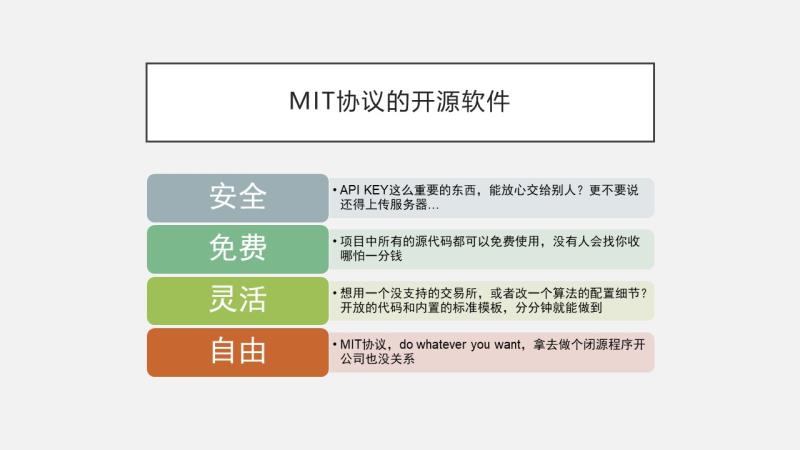 MIT协议的开源软件
安全
• API KEY这么重要的东西，能放心交给别人？更不要说
还得上传服务器…
免费
• 项目中所有的源代码都可以免费使用，没有人会找你收
哪怕一分钱
灵活
• 想用一个没支持的交易所，或者改一个算法的配置细节？
开放的代码和内置的标准模板，分分钟就能做到
自由
• MIT协议，do whatever you want，拿去做个闭源程序开
公司也没关系